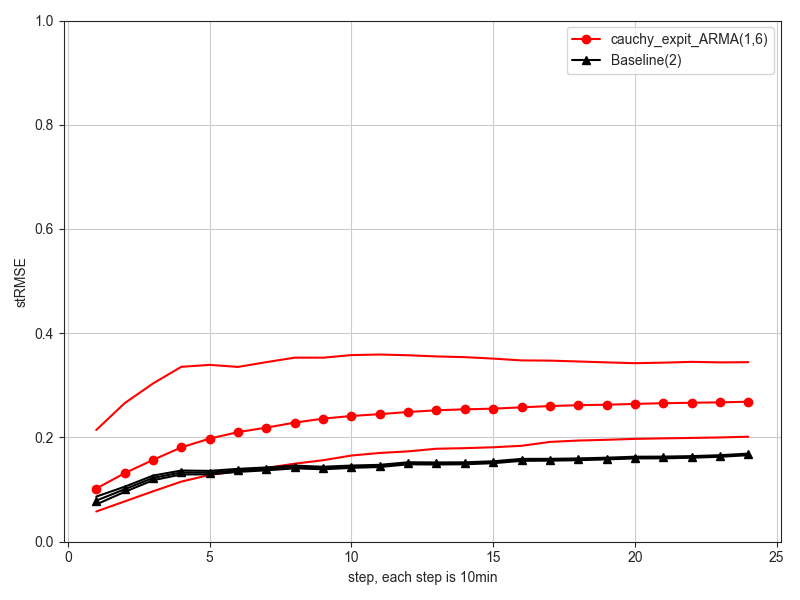 cauchy_expit_ARMA(1,6)
Baseline(2)
stRMSE
1.0
0.8
0.6
0.4
0.2
0.0
0 5 10 15 20 25
step, each step is 10min